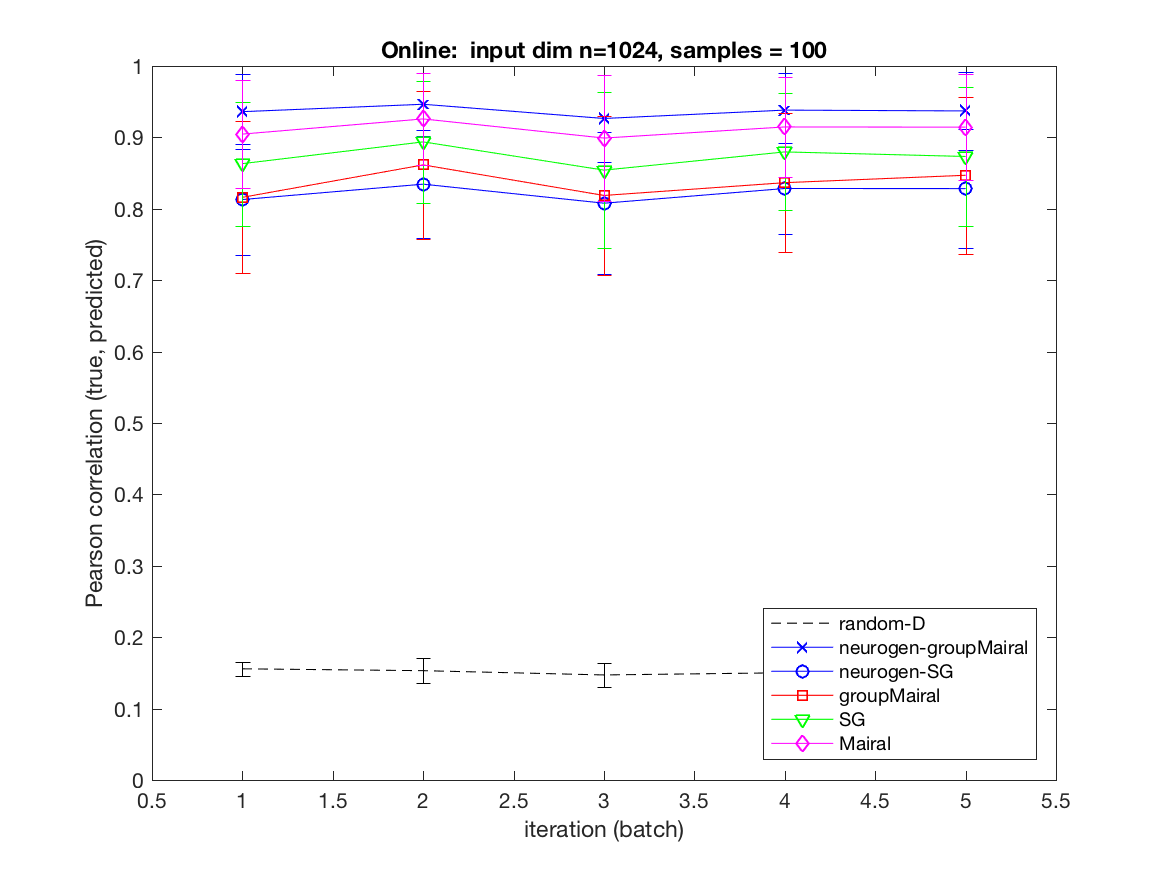 Online:  input dim n=1024, samples = 100
1
0.9
0.8
0.7
0.6
0.5
0.4
0.3
0.2
0.1
0
Pearson correlation (true, predicted)
random-D
neurogen-groupMairal
neurogen-SG
groupMairal
SG
Mairal
0.5 1 1.5 2 2.5 3 3.5 4 4.5 5 5.5
iteration (batch)